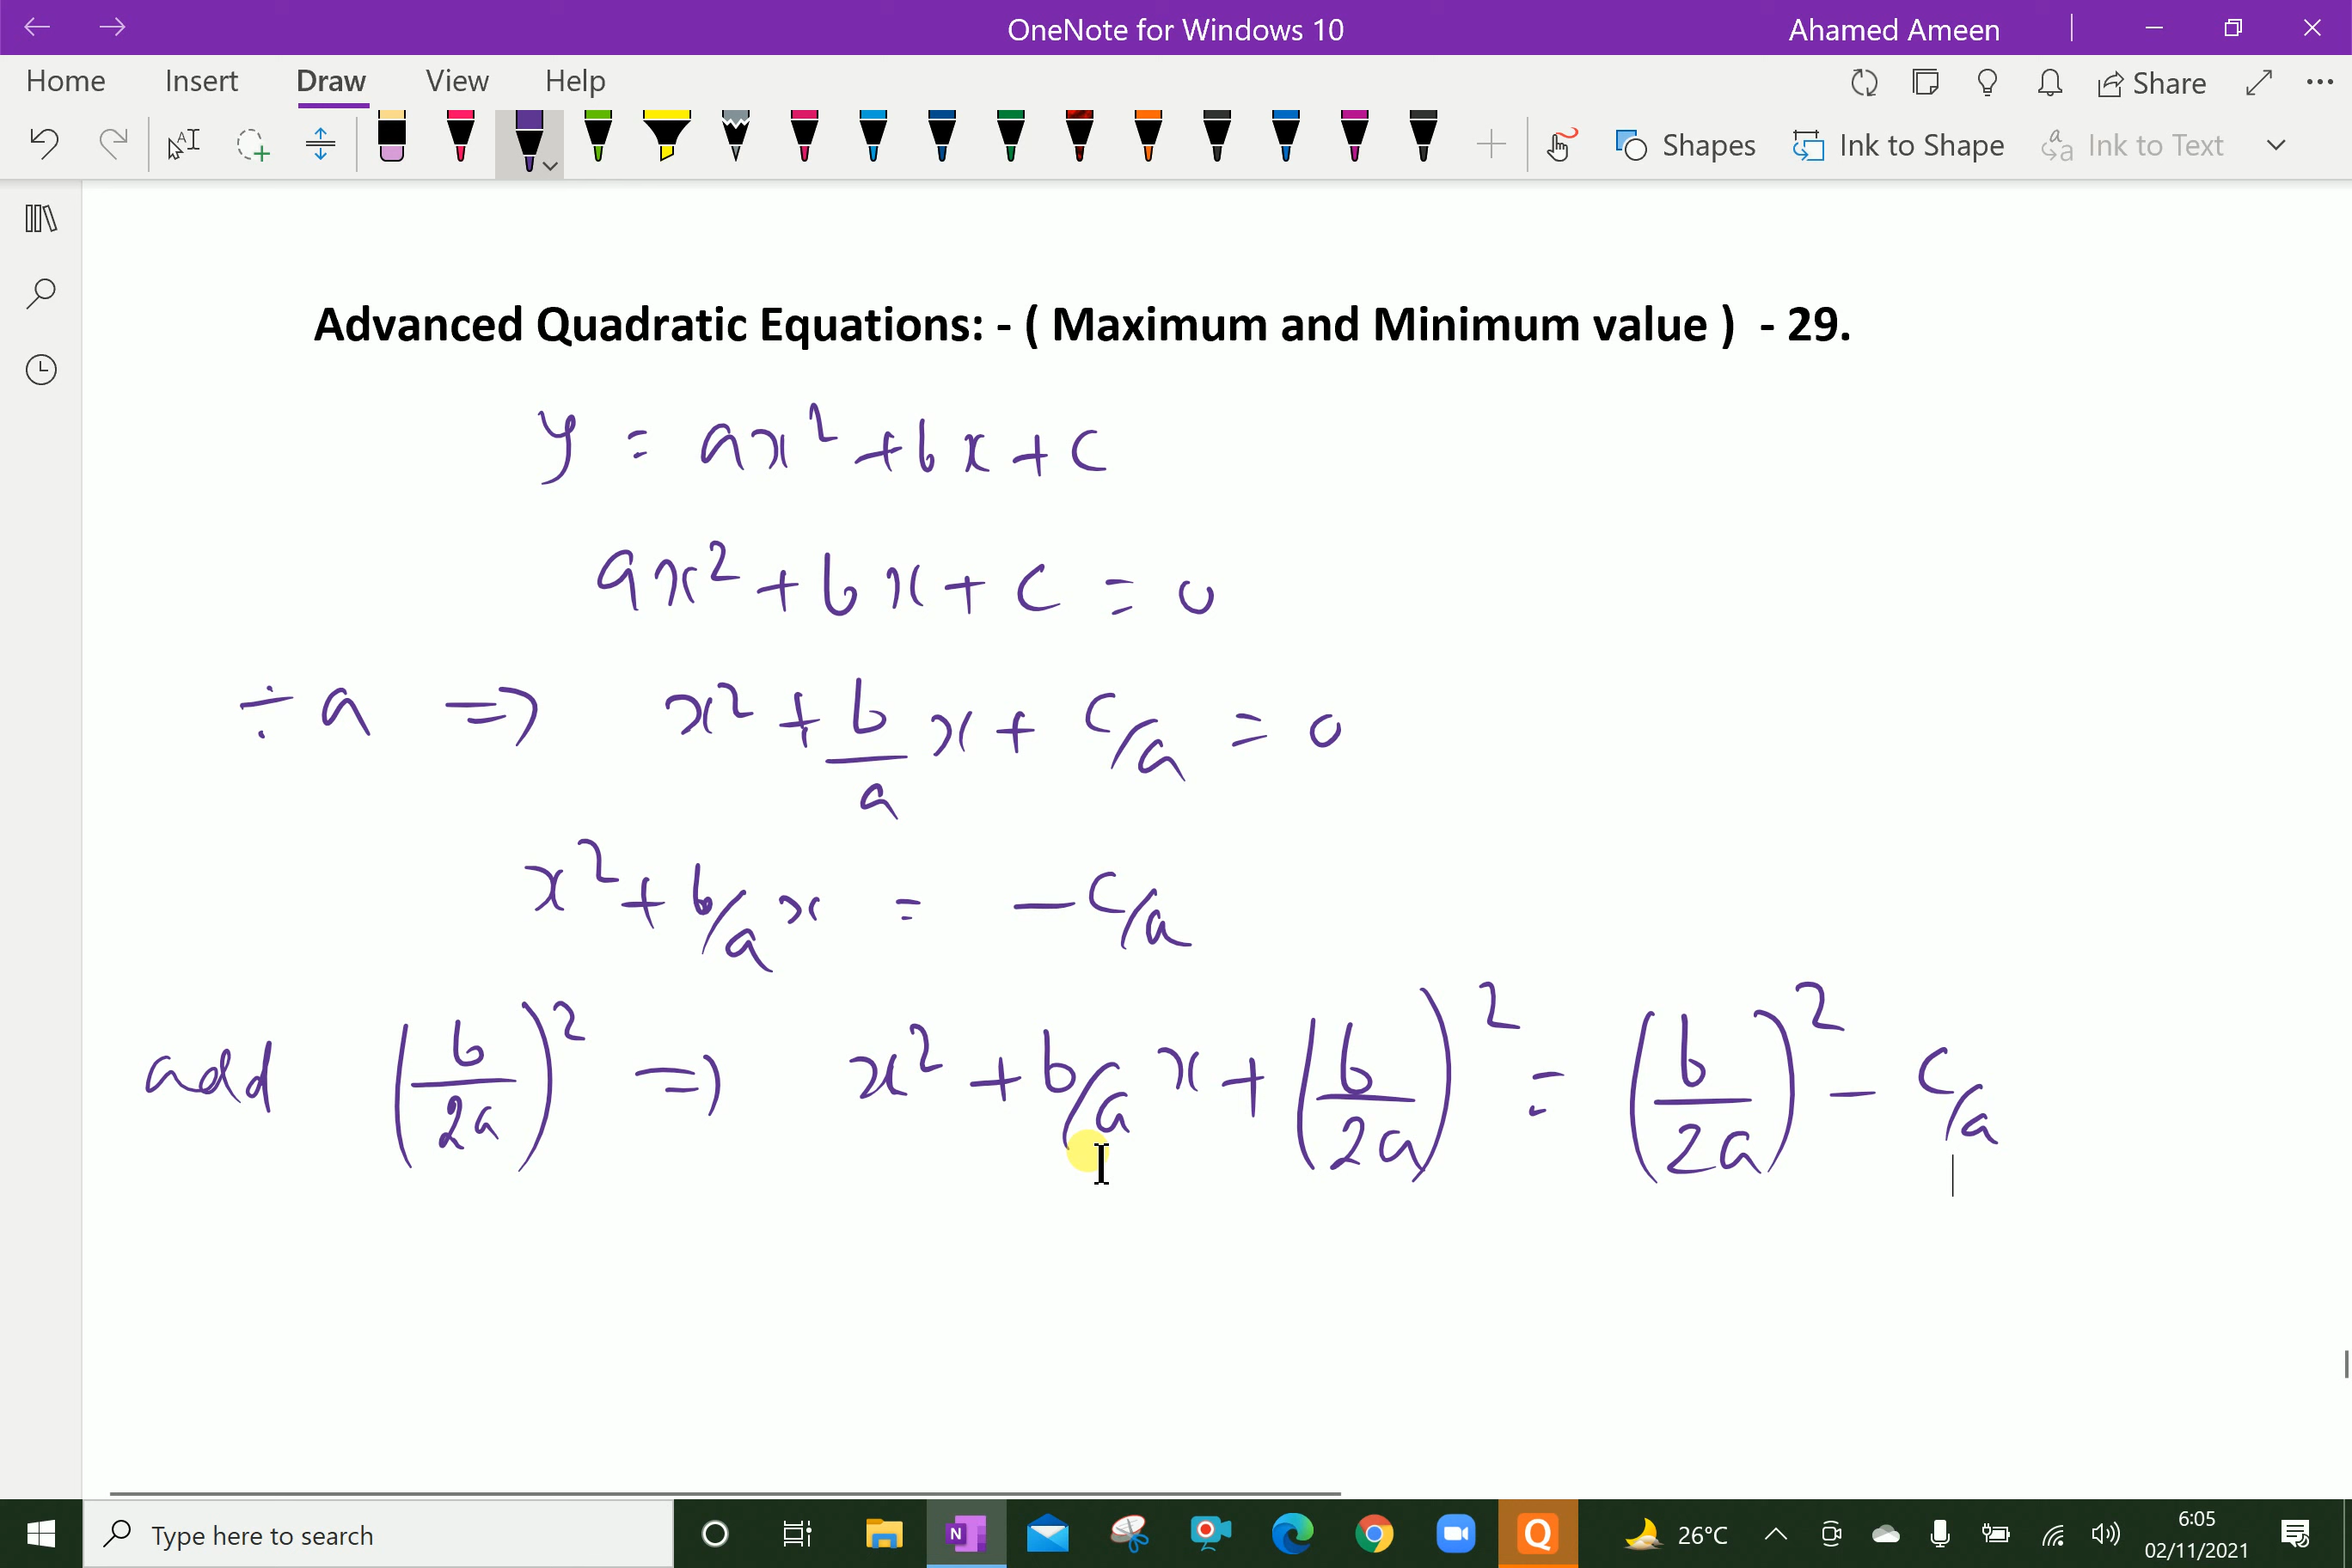 OneNote for Windows 10
Ahamed Ameen
Home Insert Draw View Help
Share
Shapes Ink to Shape Ink to Text
Advanced Quadratic Equations: - ( Maximum and Minimum value ) - 29.
y = ax² + bx + c
ax² + bx + c = 0
÷ a ⇒ x² + b/a x + c/a = 0
x² + b/a x = - c/a
add (b/2a)² ⇒ x² + b/a x + (b/2a)² = (b/2a)² - c/a
Type here to search
26°C
6:05
02/11/2021